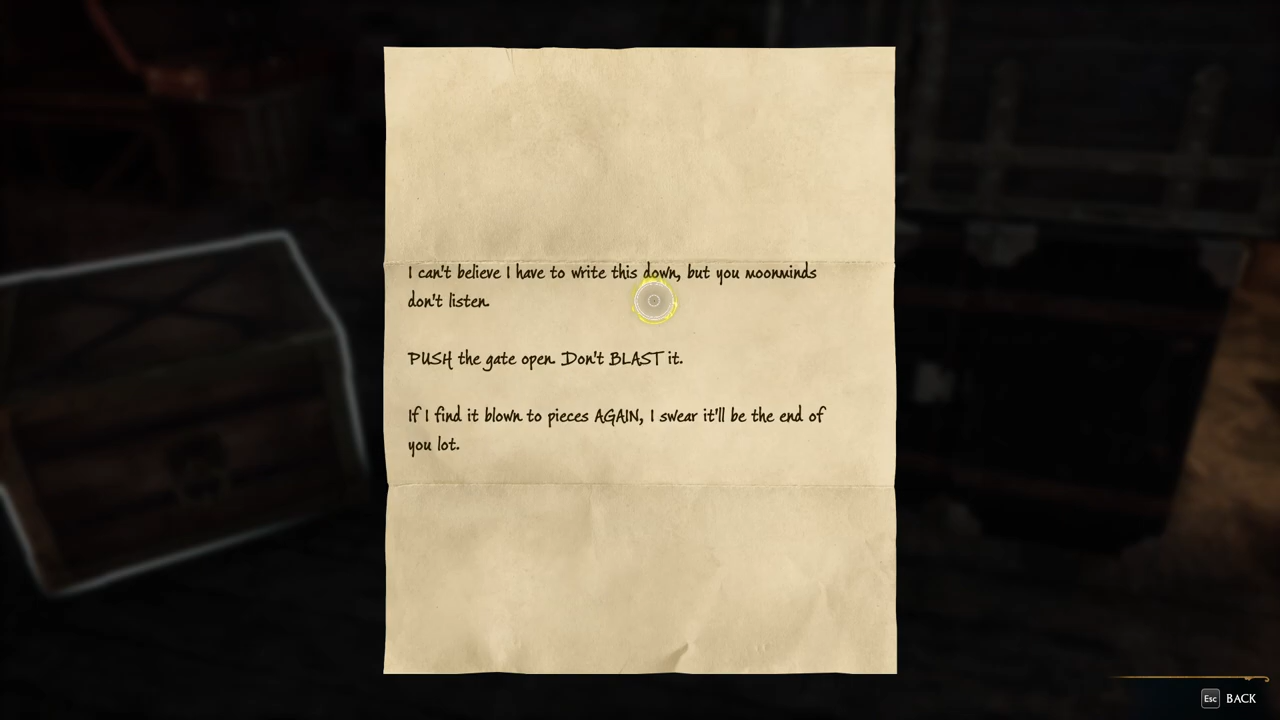 I can't believe I have to write this down, but you moonminds
don't listen.
PUSH the gate open. Don't BLAST it.
If I find it blown to pieces AGAIN, I swear it'll be the end of
you lot.
Esc BACK